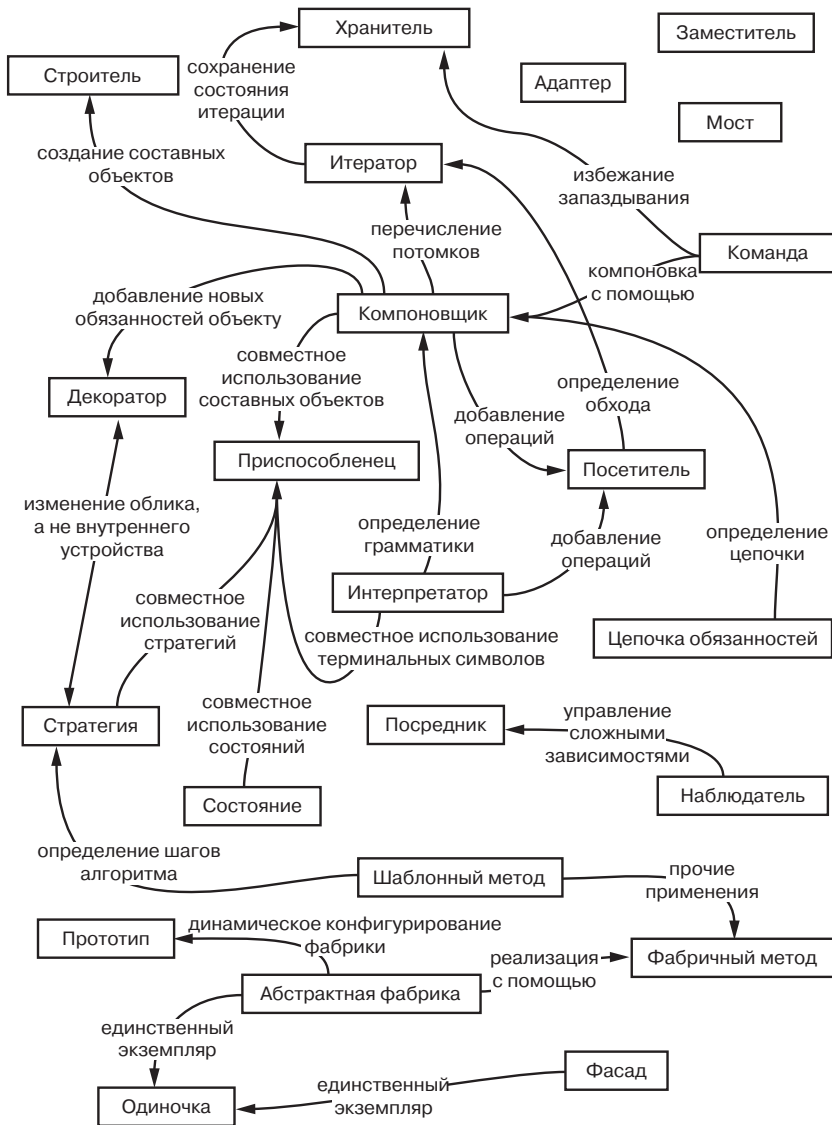 Хранитель
Заместитель
Строитель
сохранение
состояния
итерации
Адаптер
Мост
создание составных
объектов
Итератор
избежание
запаздывания
перечисление
потомков
Команда
компоновка
с помощью
добавление новых
обязанностей объекту
Компоновщик
совместное
использование
составных объектов
определение
обхода
Декоратор
добавление
операций
Приспособленец
Посетитель
изменение облика,
а не внутреннего
устройства
определение
грамматики
добавление
операций
определение
цепочки
совместное
использование
стратегий
Интерпретатор
совместное использование
терминальных символов
Цепочка обязанностей
Стратегия
совместное
использование
состояний
Посредник
управление
сложными
зависимостями
Состояние
Наблюдатель
определение шагов
алгоритма
Шаблонный метод
прочие
применения
Прототип
динамическое конфигурирование
фабрики
реализация
с помощью
Фабричный метод
Абстрактная фабрика
единственный
экземпляр
Фасад
Одиночка
единственный
экземпляр